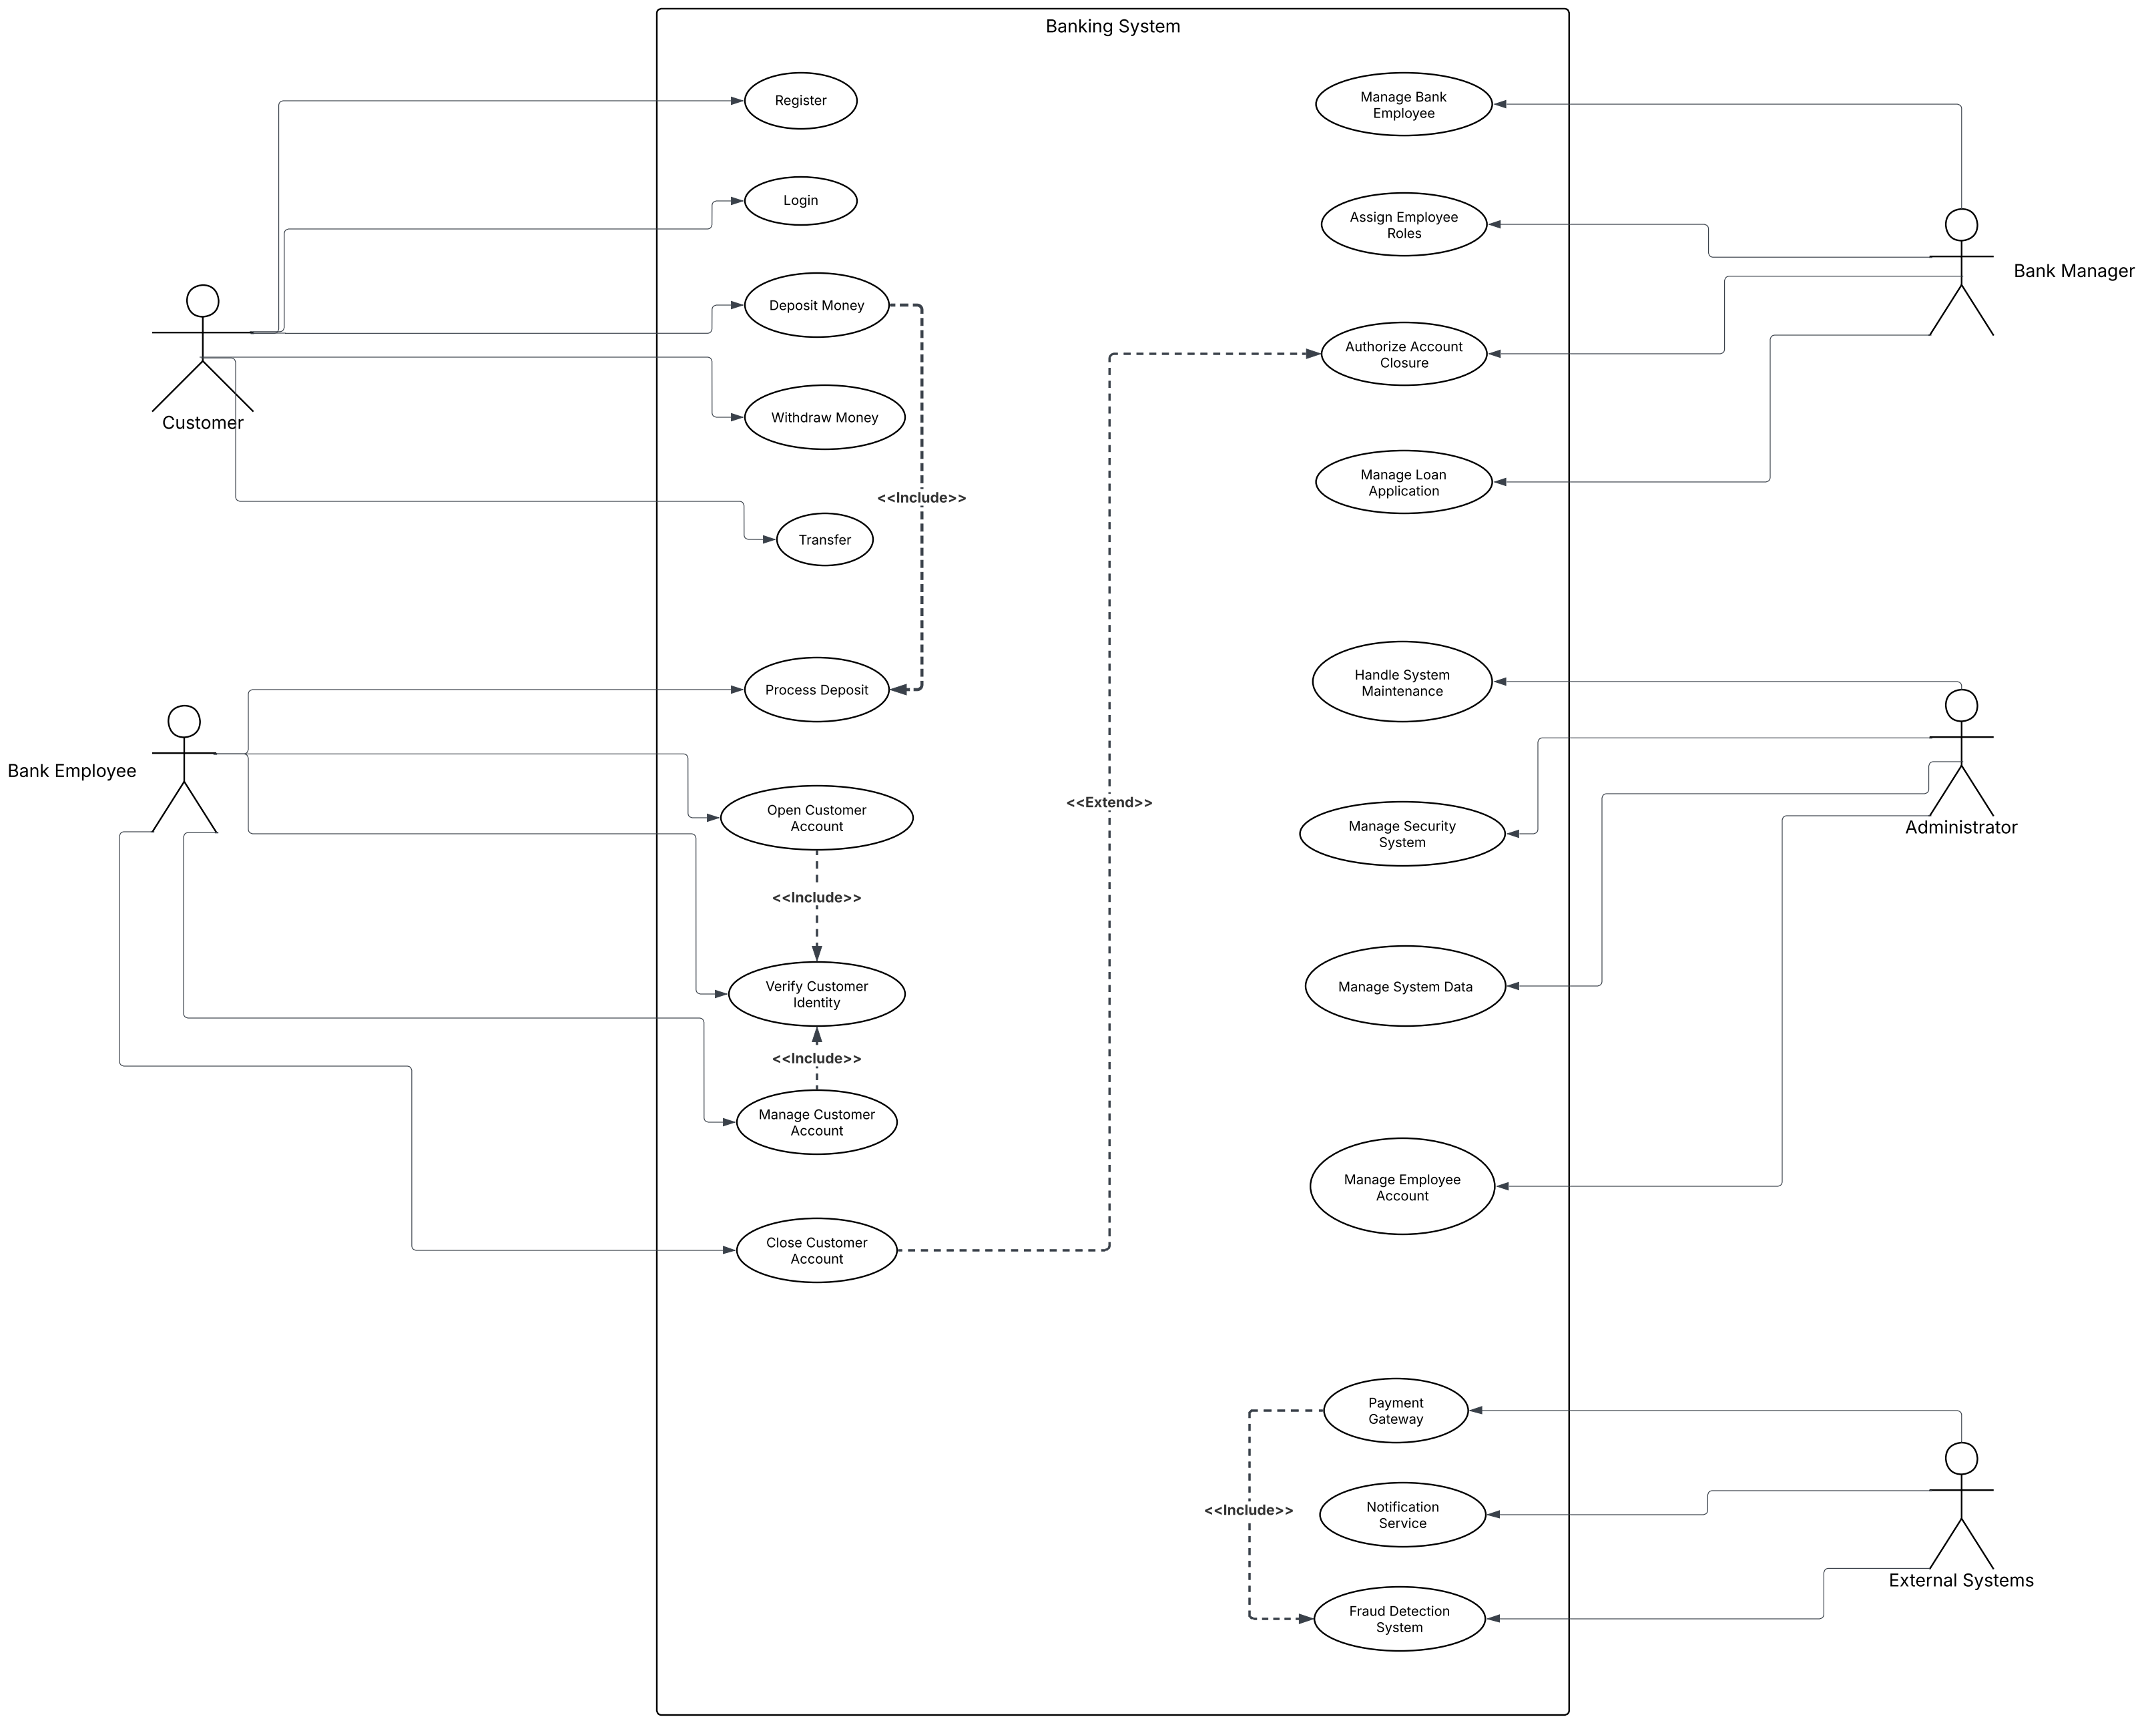 Banking System
Register
Login
Deposit Money
Withdraw Money
<<Include>>
Transfer
Customer
Process Deposit
Bank Employee
Open Customer
Account
<<Include>>
Verify Customer
Identity
<<Include>>
Manage Customer
Account
Close Customer
Account
<<Extend>>
Manage Bank
Employee
Assign Employee
Roles
Bank Manager
Authorize Account
Closure
Manage Loan
Application
Handle System
Maintenance
Manage Security
System
Administrator
Manage System Data
Manage Employee
Account
Payment
Gateway
<<Include>>
Notification
Service
External Systems
Fraud Detection
System